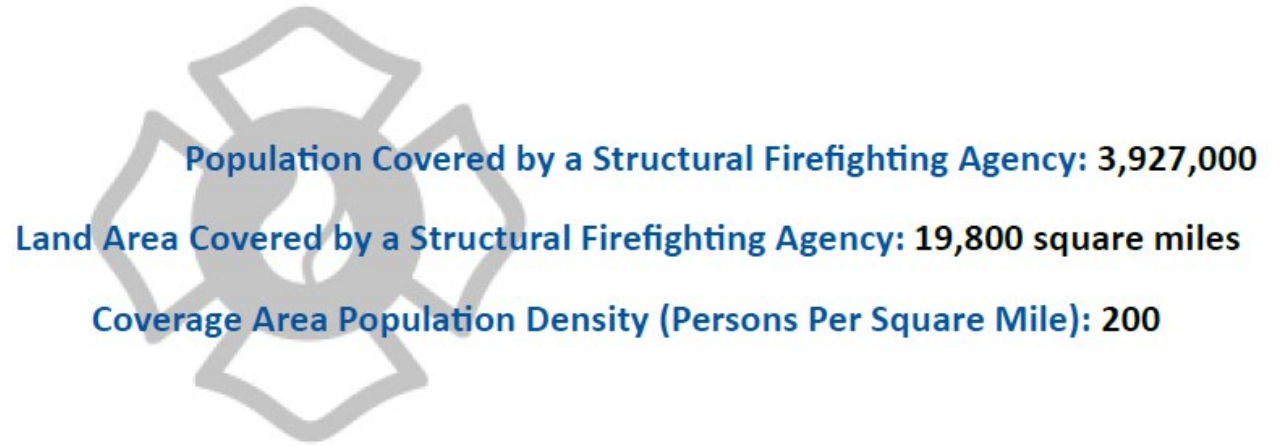 Population Covered by a Structural Firefighting Agency: 3,927,000
Land Area Covered by a Structural Firefighting Agency: 19,800 square miles
Coverage Area Population Density (Persons Per Square Mile): 200